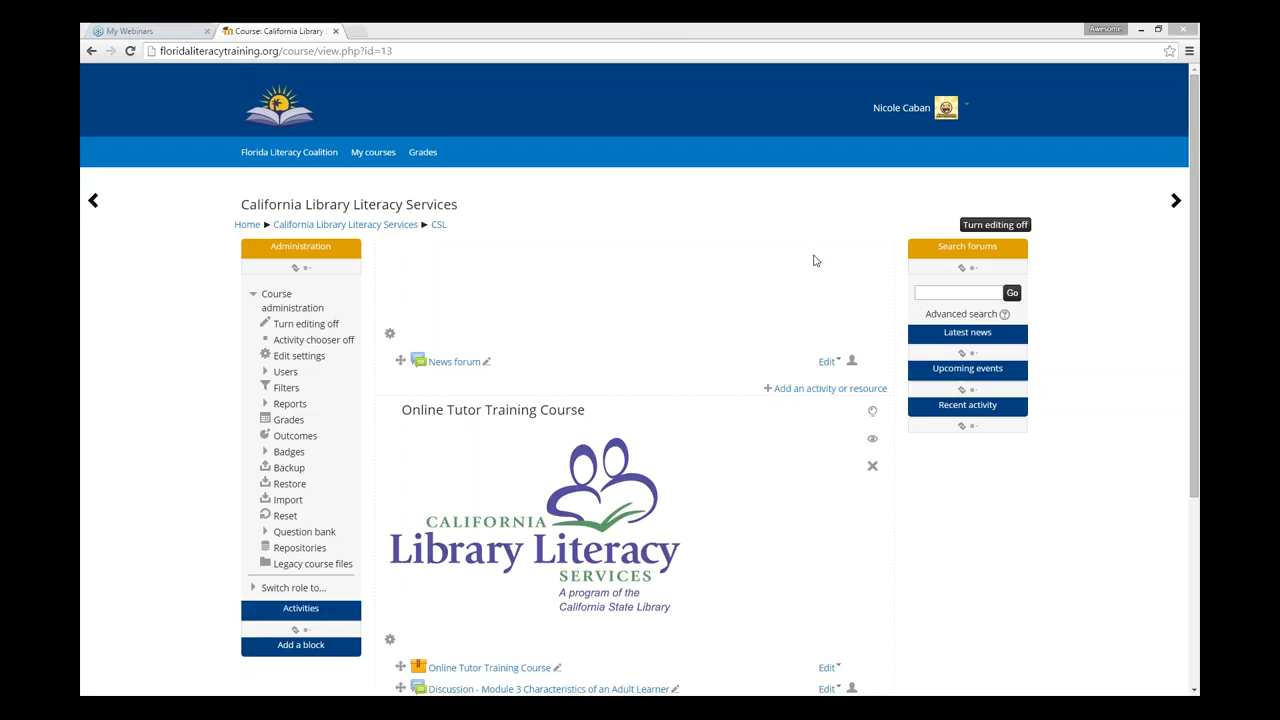 My Webinars
Course: California Library
Awesome
floridaliteracytraining.org/course/view.php?id=13
Nicole Caban
Florida Literacy Coalition
My courses
Grades
California Library Literacy Services
Home ► California Library Literacy Services ► CSL
Turn editing off
Administration
Course administration
Turn editing off
Activity chooser off
Edit settings
Users
Filters
Reports
Grades
Outcomes
Badges
Backup
Restore
Import
Reset
Question bank
Repositories
Legacy course files
Switch role to...
Activities
Add a block
News forum
Edit
Add an activity or resource
Online Tutor Training Course
CALIFORNIA
Library Literacy
SERVICES
A program of the
California State Library
Online Tutor Training Course
Edit
Discussion - Module 3 Characteristics of an Adult Learner
Edit
Search forums
Go
Advanced search
Latest news
Upcoming events
Recent activity